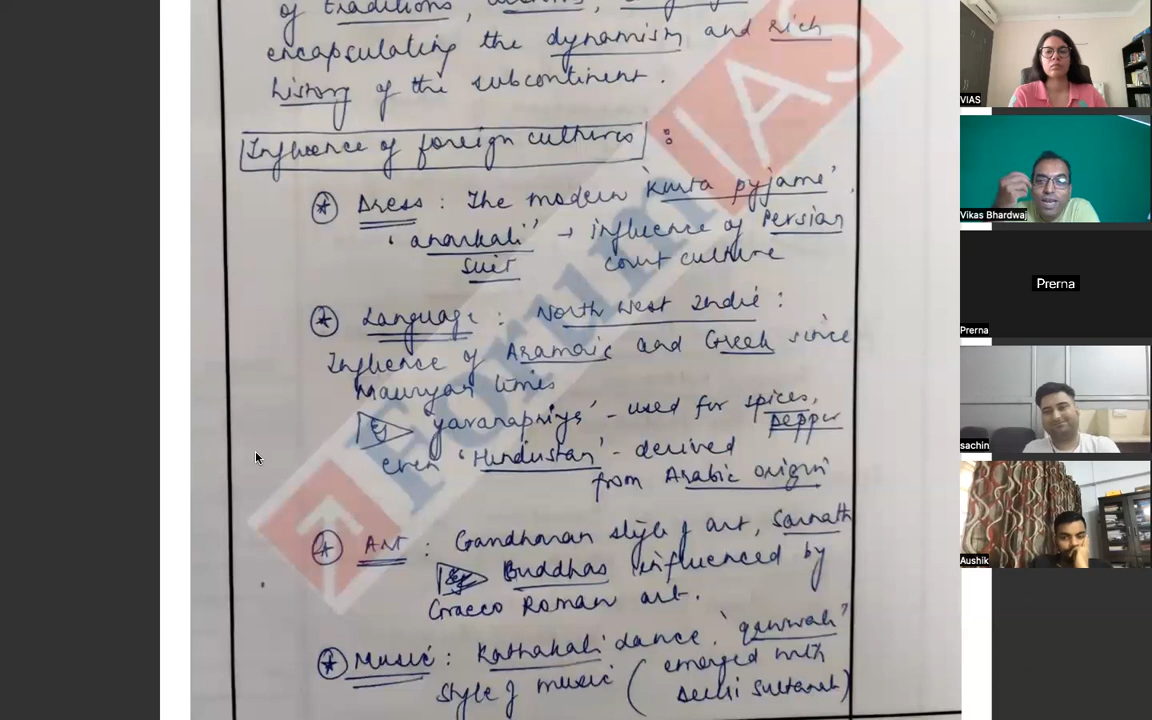 of traditions,
encapsulating the dynamism and rich
history of the subcontinent.
Influence of foreign cultures :
Dress : The modern 'Kurta pyjama',
'anarkali' → influence of Persian
suit court culture
Language : North West India :
Influence of Aramaic and Greek since
Mauryan times
Eg 'yavanapriya' - used for spices, pepper
even 'Hindustan' - derived
from Arabic origin
Art : Gandharan style of art, Sarnath
Eg Buddhas influenced by
Graeco Roman art.
Music : Kathakali dance. 'qawwali'
style of music (emerged with
Delhi Sultanate)
ForumIAS
VIAS
Vikas Bhardwaj
Prerna
Prerna
sachin
Aushik